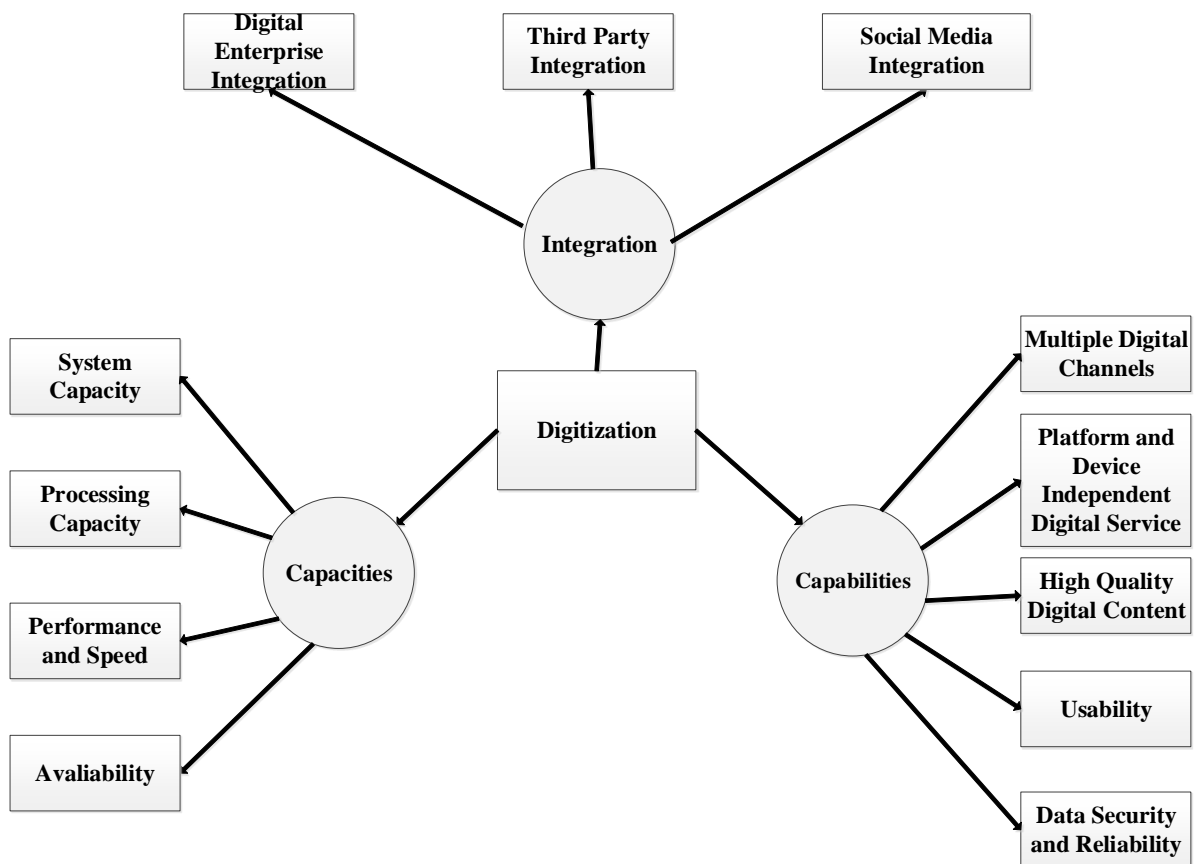 Digital
Enterprise
Integration
Third Party
Integration
Social Media
Integration
Integration
Digitization
System
Capacity
Processing
Capacity
Performance
and Speed
Avaliability
Capacities
Capabilities
Multiple Digital
Channels
Platform and
Device
Independent
Digital Service
High Quality
Digital Content
Usability
Data Security
and Reliability